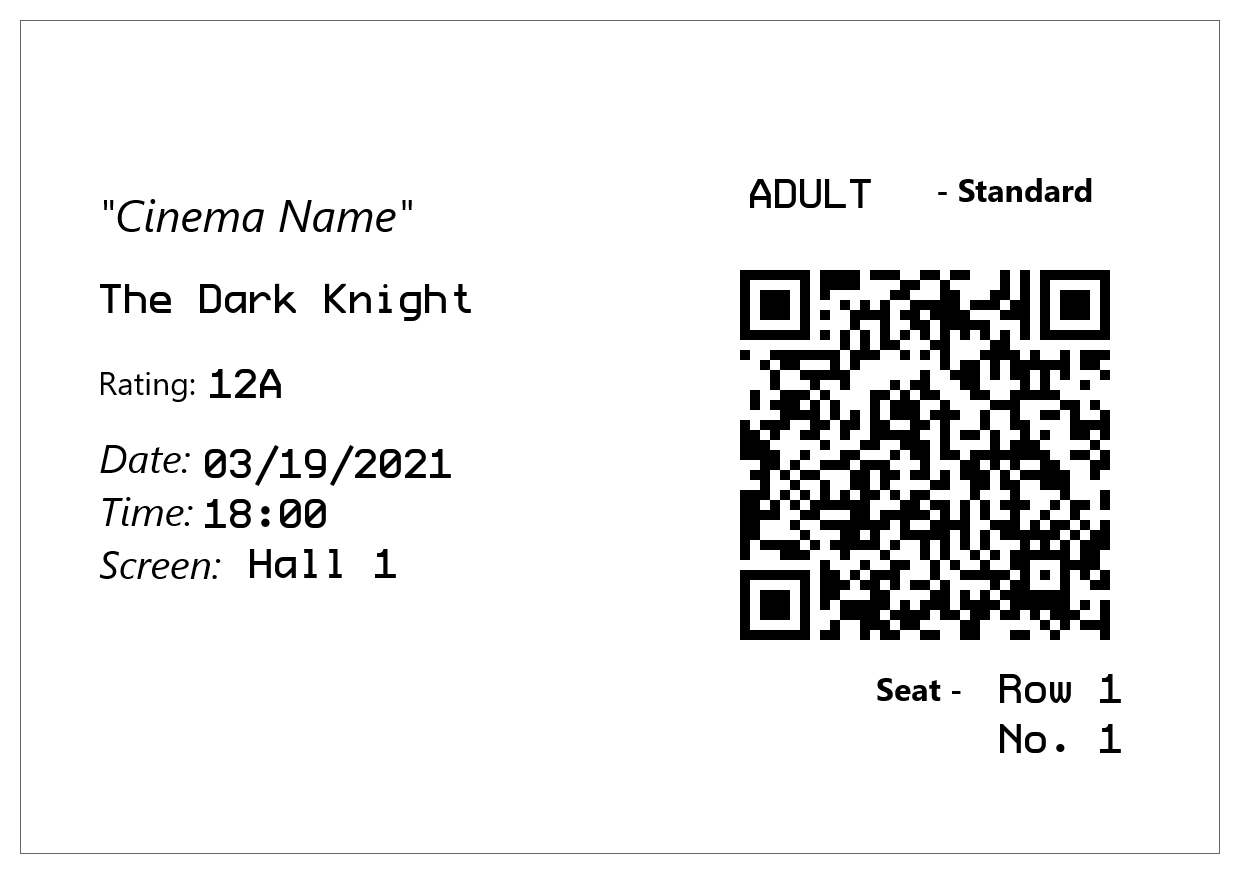 "Cinema Name"
The Dark Knight
Rating: 12A
Date: 03/19/2021
Time: 18:00
Screen: Hall 1
ADULT - Standard
Seat - Row 1
No. 1